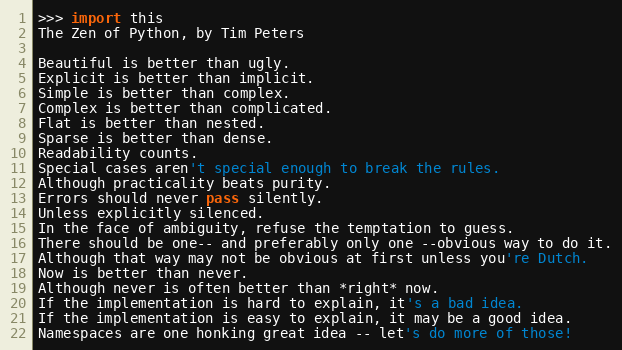 1 >>> import this
2 The Zen of Python, by Tim Peters
3
4 Beautiful is better than ugly.
5 Explicit is better than implicit.
6 Simple is better than complex.
7 Complex is better than complicated.
8 Flat is better than nested.
9 Sparse is better than dense.
10 Readability counts.
11 Special cases aren't special enough to break the rules.
12 Although practicality beats purity.
13 Errors should never pass silently.
14 Unless explicitly silenced.
15 In the face of ambiguity, refuse the temptation to guess.
16 There should be one-- and preferably only one --obvious way to do it.
17 Although that way may not be obvious at first unless you're Dutch.
18 Now is better than never.
19 Although never is often better than *right* now.
20 If the implementation is hard to explain, it's a bad idea.
21 If the implementation is easy to explain, it may be a good idea.
22 Namespaces are one honking great idea -- let's do more of those!